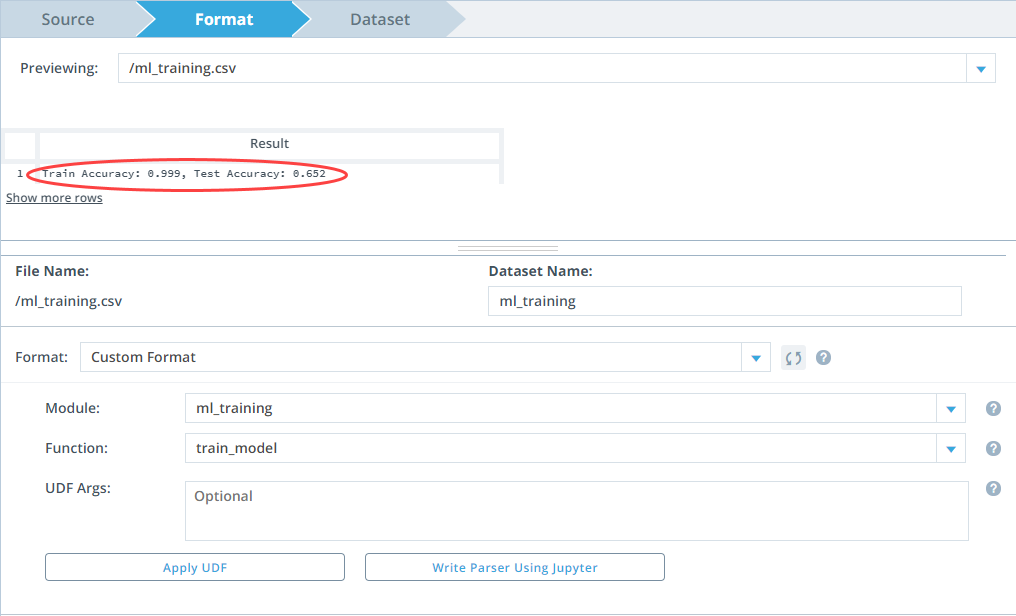 Source Format Dataset
Previewing: /ml_training.csv
Result
1 Train Accuracy: 0.999, Test Accuracy: 0.652
Show more rows
File Name: Dataset Name:
/ml_training.csv ml_training
Format: Custom Format ?
Module: ml_training ?
Function: train_model ?
UDF Args: Optional ?
Apply UDF Write Parser Using Jupyter